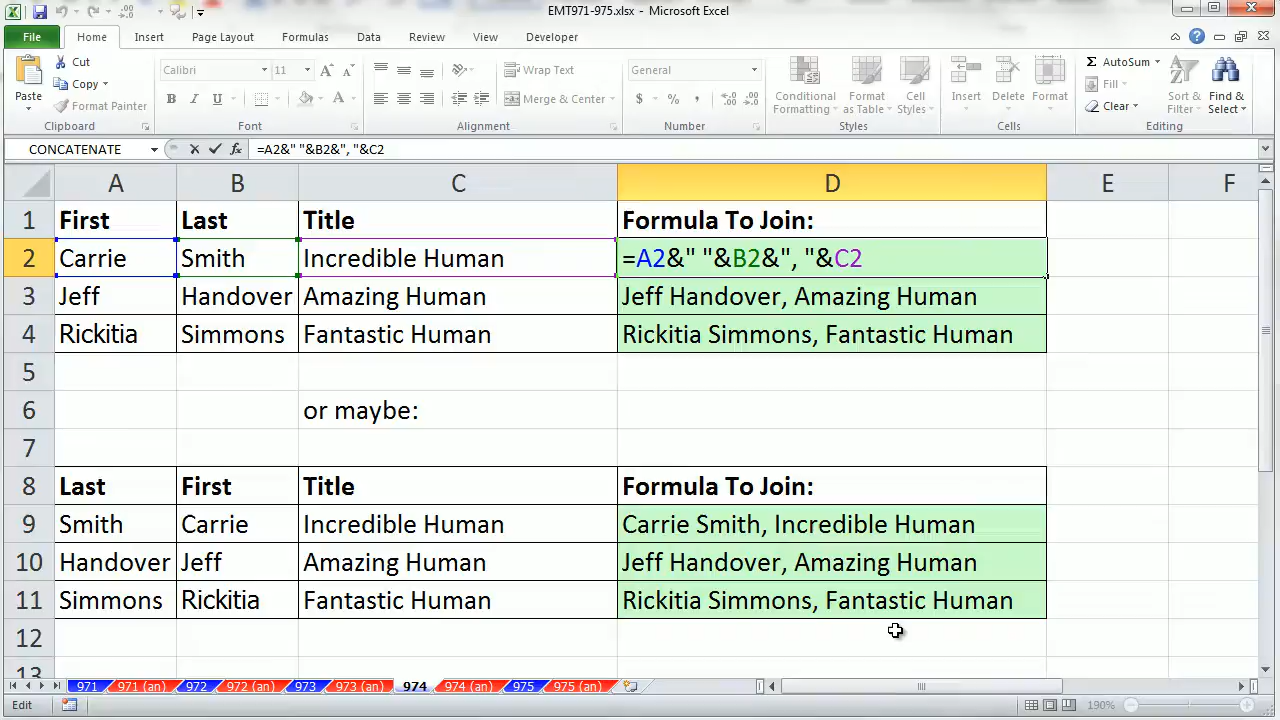 EMT971-975.xlsx - Microsoft Excel
File Home Insert Page Layout Formulas Data Review View Developer
Cut Calibri 11 Wrap Text General AutoSum
Paste Copy Merge & Center Conditional Formatting Format as Table Cell Styles Insert Delete Format Fill Sort & Filter Find & Select
Format Painter B I U A $ % , Clear
Clipboard Font Alignment Number Styles Cells Editing
CONCATENATE fx =A2&" "&B2&", "&C2
A B C D E F
1 First Last Title Formula To Join:
2 Carrie Smith Incredible Human =A2&" "&B2&", "&C2
3 Jeff Handover Amazing Human Jeff Handover, Amazing Human
4 Rickitia Simmons Fantastic Human Rickitia Simmons, Fantastic Human
5
6 or maybe:
7
8 Last First Title Formula To Join:
9 Smith Carrie Incredible Human Carrie Smith, Incredible Human
10 Handover Jeff Amazing Human Jeff Handover, Amazing Human
11 Simmons Rickitia Fantastic Human Rickitia Simmons, Fantastic Human
12
13
971 971 (an) 972 972 (an) 973 973 (an) 974 974 (an) 975 975 (an)
Edit 190%